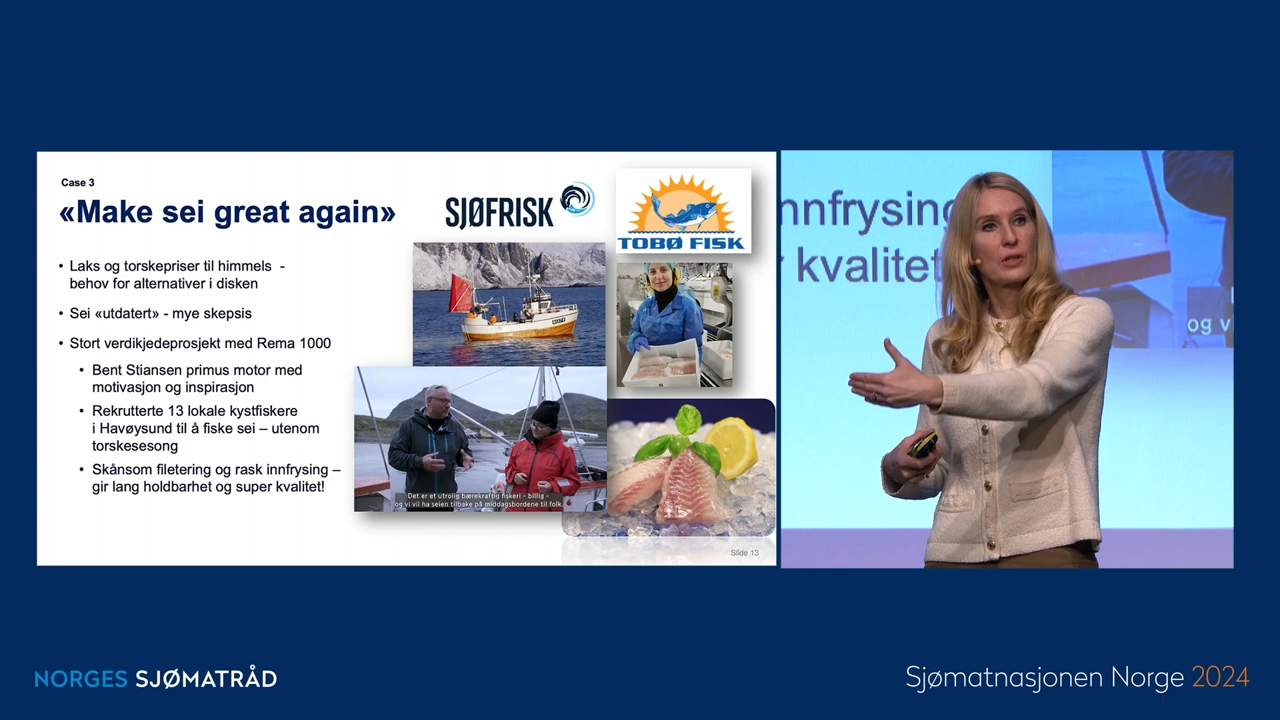 Case 3
«Make sei great again»
SJØFRISK
TOBØ FISK
• Laks og torskepriser til himmels -
behov for alternativer i disken
• Sei «utdatert» - mye skepsis
• Stort verdikjedeprosjekt med Rema 1000
• Bent Stiansen primus motor med
motivasjon og inspirasjon
• Rekrutterte 13 lokale kystfiskere
i Havøysund til å fiske sei – utenom
torskesesong
• Skånsom filetering og rask innfrysing –
gir lang holdbarhet og super kvalitet!
Det er et utrolig bærekraftig fiskeri - billig -
og vi vil ha seien tilbake på middagsbordene til folk.
Slide 13
nnfrysing
kvalitet
og v
NORGES SJØMATRÅD
Sjømatnasjonen Norge 2024